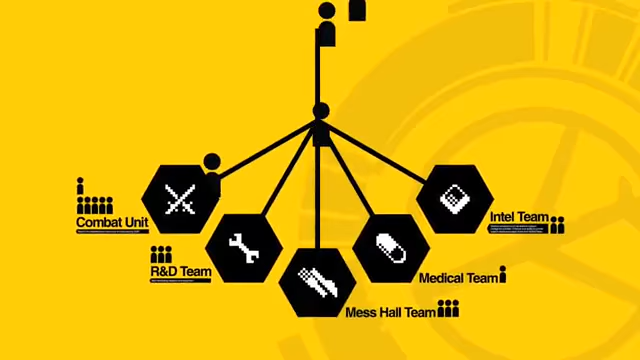 Combat Unit
R&D Team
Mess Hall Team
Medical Team
Intel Team